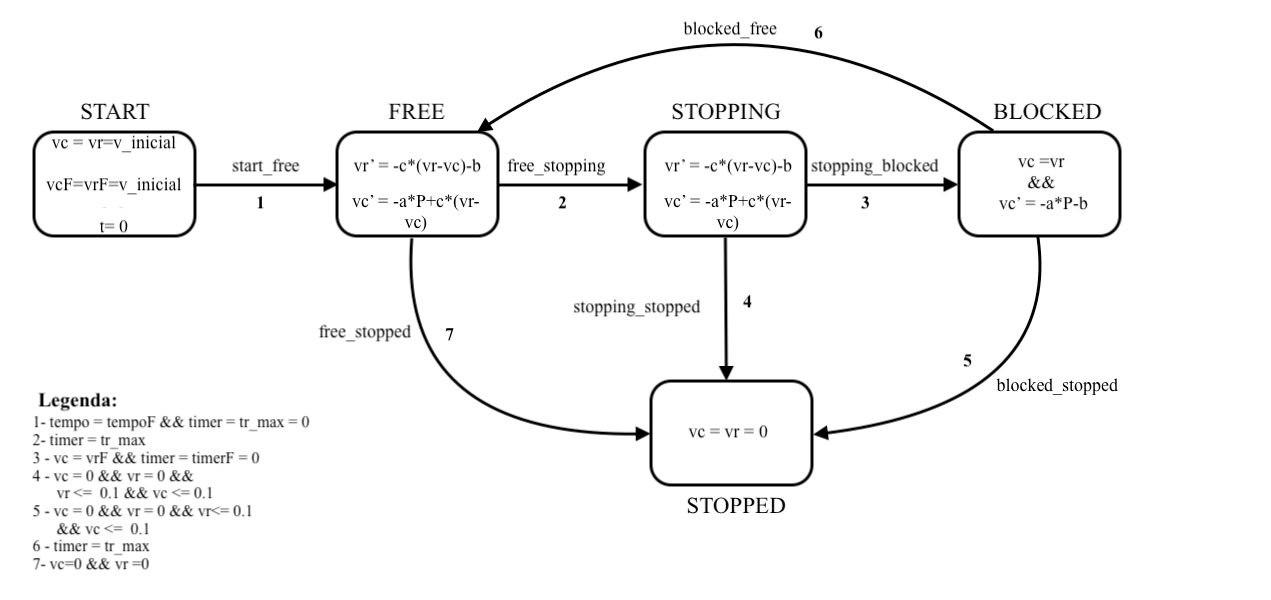 blocked_free 6
START
FREE
STOPPING
BLOCKED
vc = vr=v_inicial
vcF=vrF=v_inicial
t= 0
start_free
1
vr’ = -c*(vr-vc)-b
vc’ = -a*P+c*(vr-
vc)
free_stopping
2
vr’ = -c*(vr-vc)-b
vc’ = -a*P+c*(vr-
vc)
stopping_blocked
3
vc =vr
&&
vc’ = -a*P-b
stopping_stopped
4
free_stopped
7
5
blocked_stopped
vc = vr = 0
STOPPED
Legenda:
1- tempo = tempoF && timer = tr_max = 0
2- timer = tr_max
3 - vc = vrF && timer = timerF = 0
4 - vc = 0 && vr = 0 &&
vr <= 0.1 && vc <= 0.1
5 - vc = 0 && vr = 0 && vr<= 0.1
&& vc <= 0.1
6 - timer = tr_max
7- vc=0 && vr =0